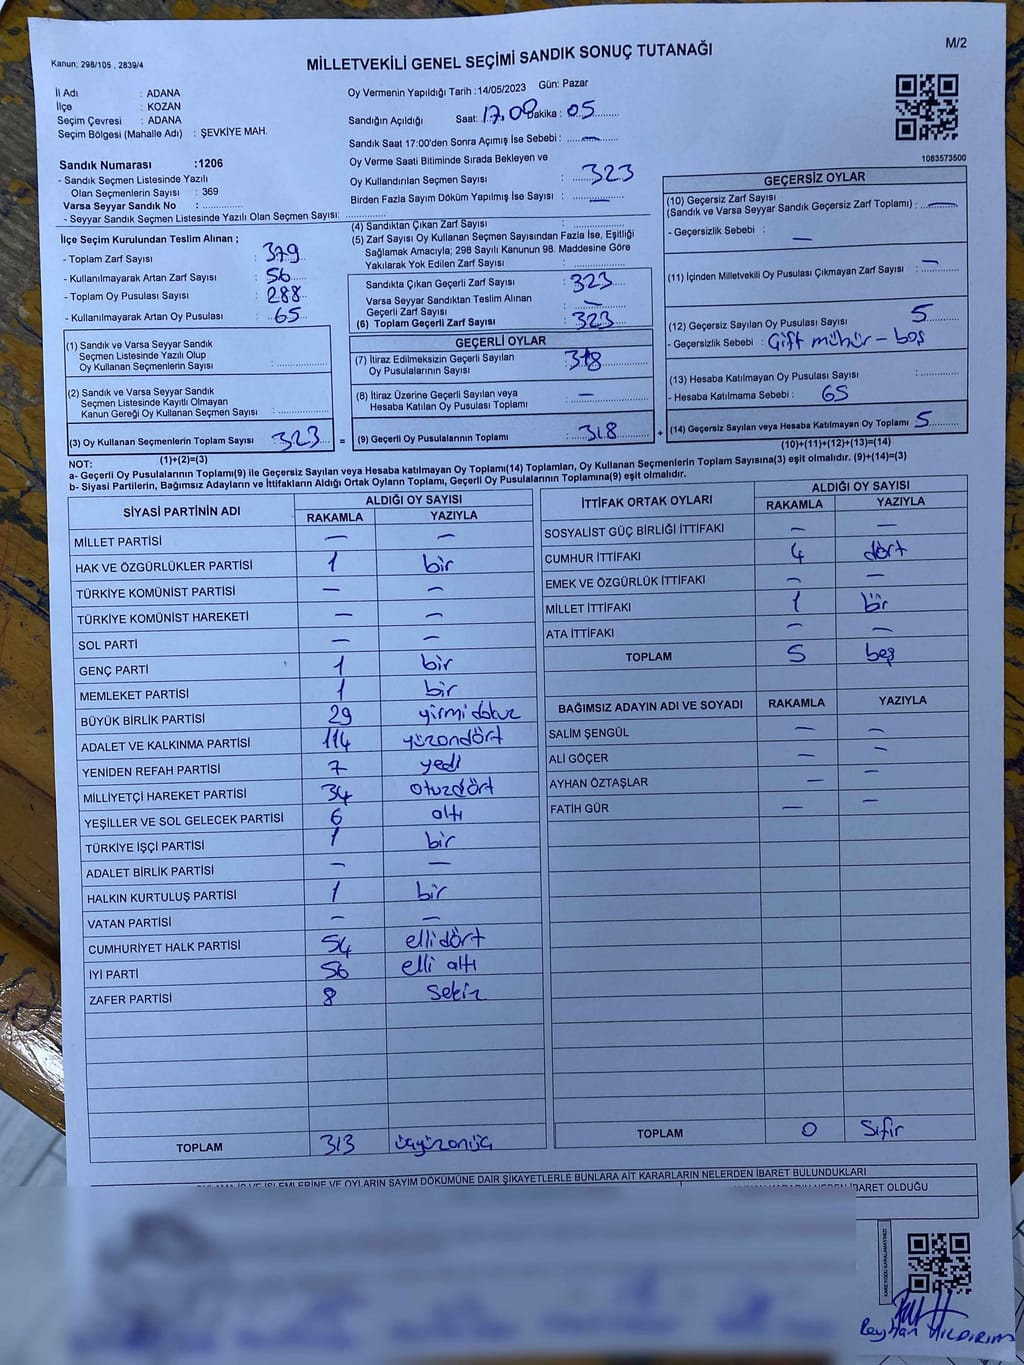 M/2
Kanun; 298/105 , 2839/4
MİLLETVEKİLİ GENEL SEÇİMİ SANDIK SONUÇ TUTANAĞI
İl Adı : ADANA
İlçe : KOZAN
Seçim Çevresi : ADANA
Seçim Bölgesi (Mahalle Adı) : ŞEVKİYE MAH.
Oy Vermenin Yapıldığı Tarih : 14/05/2023 Gün: Pazar
Sandığın Açıldığı Saat: 17.00 Dakika : 05
Sandık Saat 17:00'den Sonra Açımış İse Sebebi : —
Oy Verme Saati Bitiminde Sırada Bekleyen ve
Oy Kullandırılan Seçmen Sayısı : 323
Birden Fazla Sayım Döküm Yapılmış İse Sayısı : —
1083573500
Sandık Numarası :1206
- Sandık Seçmen Listesinde Yazılı
Olan Seçmenlerin Sayısı : 369
Varsa Seyyar Sandık No :
- Seyyar Sandık Seçmen Listesinde Yazılı Olan Seçmen Sayısı:
İlçe Seçim Kurulundan Teslim Alınan ;
- Toplam Zarf Sayısı : 379
- Kullanılmayarak Artan Zarf Sayısı : 56
- Toplam Oy Pusulası Sayısı : 288
- Kullanılmayarak Artan Oy Pusulası : 65
(1) Sandık ve Varsa Seyyar Sandık
Seçmen Listesinde Yazılı Olup
Oy Kullanan Seçmenlerin Sayısı :
(2) Sandık ve Varsa Seyyar Sandık
Seçmen Listesinde Kayıtlı Olmayan
Kanun Gereği Oy Kullanan Seçmen Sayısı :
(3) Oy Kullanan Seçmenlerin Toplam Sayısı : 323 =
(1)+(2)=(3)
(4) Sandıktan Çıkan Zarf Sayısı :
(5) Zarf Sayısı Oy Kullanan Seçmen Sayısından Fazla İse, Eşitliği
Sağlamak Amacıyla; 298 Sayılı Kanunun 98. Maddesine Göre
Yakılarak Yok Edilen Zarf Sayısı :
Sandıkta Çıkan Geçerli Zarf Sayısı : 323
Varsa Seyyar Sandıktan Teslim Alınan
Geçerli Zarf Sayısı : —
(6) Toplam Geçerli Zarf Sayısı : 323
GEÇERLİ OYLAR
(7) İtiraz Edilmeksizin Geçerli Sayılan
Oy Pusulalarının Sayısı : 318
(8) İtiraz Üzerine Geçerli Sayılan veya
Hesaba Katılan Oy Pusulası Toplamı : —
(9) Geçerli Oy Pusulalarının Toplamı : 318 +
GEÇERSİZ OYLAR
(10) Geçersiz Zarf Sayısı
(Sandık ve Varsa Seyyar Sandık Geçersiz Zarf Toplamı) : —
- Geçersizlik Sebebi : —
(11) İçinden Milletvekili Oy Pusulası Çıkmayan Zarf Sayısı : —
(12) Geçersiz Sayılan Oy Pusulası Sayısı : 5
- Geçersizlik Sebebi : Çift mühür – boş
(13) Hesaba Katılmayan Oy Pusulası Sayısı :
- Hesaba Katılmama Sebebi : 65
(14) Geçersiz Sayılan veya Hesaba Katılmayan Oy Toplamı : 5
(10)+(11)+(12)+(13)=(14)
NOT:
a- Geçerli Oy Pusulalarının Toplamı(9) ile Geçersiz Sayılan veya Hesaba katılmayan Oy Toplamı(14) Toplamları, Oy Kullanan Seçmenlerin Toplam Sayısına(3) eşit olmalıdır. (9)+(14)=(3)
b- Siyasi Partilerin, Bağımsız Adayların ve İttifakların Aldığı Ortak Oyların Toplamı, Geçerli Oy Pusulalarının Toplamına(9) eşit olmalıdır.
SİYASİ PARTİNİN ADI ALDIĞI OY SAYISI
RAKAMLA YAZIYLA
MİLLET PARTİSİ — —
HAK VE ÖZGÜRLÜKLER PARTİSİ 1 bir
TÜRKİYE KOMÜNİST PARTİSİ — —
TÜRKİYE KOMÜNİST HAREKETİ — —
SOL PARTİ — —
GENÇ PARTİ 1 bir
MEMLEKET PARTİSİ 1 bir
BÜYÜK BİRLİK PARTİSİ 29 yirmi dokuz
ADALET VE KALKINMA PARTİSİ 114 yüzondört
YENİDEN REFAH PARTİSİ 7 yedi
MİLLİYETÇİ HAREKET PARTİSİ 34 otuzdört
YEŞİLLER VE SOL GELECEK PARTİSİ 6 altı
TÜRKİYE İŞÇİ PARTİSİ 1 bir
ADALET BİRLİK PARTİSİ — —
HALKIN KURTULUŞ PARTİSİ 1 bir
VATAN PARTİSİ — —
CUMHURİYET HALK PARTİSİ 54 elli dört
İYİ PARTİ 56 elli altı
ZAFER PARTİSİ 8 sekiz
TOPLAM 313 üçyüzonüç
İTTİFAK ORTAK OYLARI ALDIĞI OY SAYISI
RAKAMLA YAZIYLA
SOSYALİST GÜÇ BİRLİĞİ İTTİFAKI — —
CUMHUR İTTİFAKI 4 dört
EMEK VE ÖZGÜRLÜK İTTİFAKI — —
MİLLET İTTİFAKI 1 bir
ATA İTTİFAKI — —
TOPLAM 5 beş
BAĞIMSIZ ADAYIN ADI VE SOYADI RAKAMLA YAZIYLA
SALİM ŞENGÜL — —
ALİ GÖÇER — —
AYHAN ÖZTAŞLAR — —
FATİH GÜR — —
TOPLAM 0 Sıfır
İŞLEMLERİNE VE OYLARIN SAYIM DÖKÜMÜNE DAİR ŞİKAYETLERLE BUNLARA AİT KARARLARIN NELERDEN İBARET BULUNDUKLARI
İBARET OLDUĞU
KARE KODU KARALAMAYINIZ!
Reyhan YILDIRIM